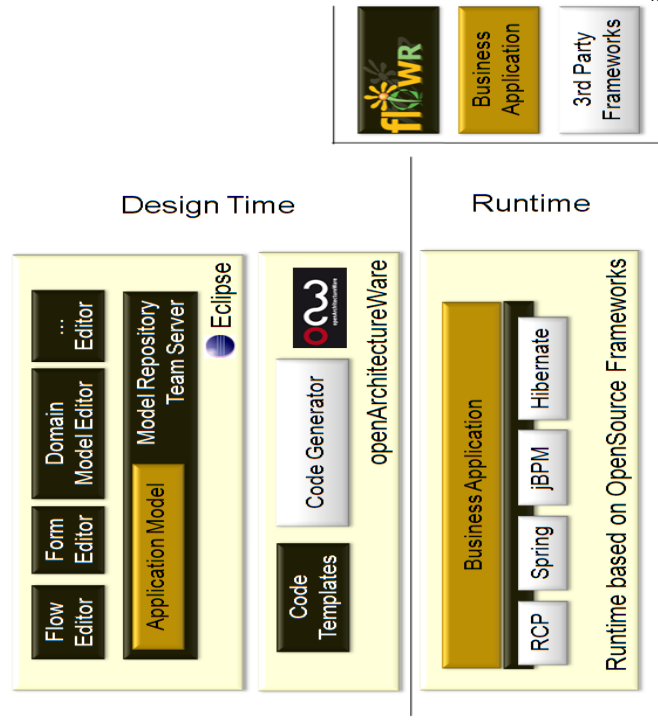 Design Time
Flow
Editor
Form
Editor
Domain
Model Editor
...
Editor
Application Model
Model Repository
Team Server
Eclipse
Code
Templates
Code Generator
oaw
openArchitectureWare
openArchitectureWare
Runtime
Business Application
RCP
Spring
jBPM
Hibernate
Runtime based on OpenSource Frameworks
flowR
Business
Application
3rd Party
Frameworks